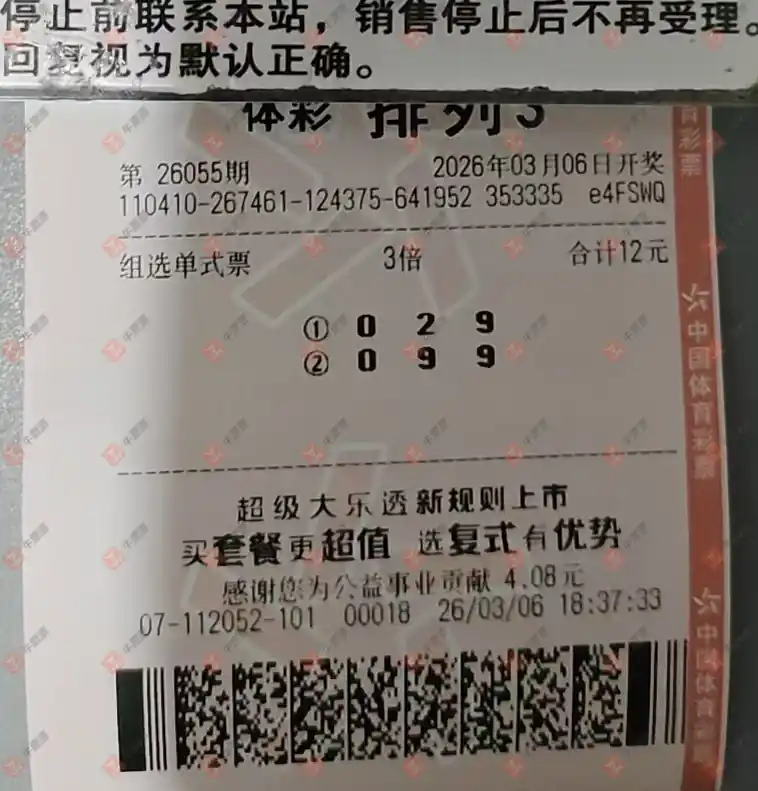 停止前联系本站，销售停止后不再受理。
回复视为默认正确。
体彩 排列3
第 26055期 2026年03月06日开奖
110410-267461-124375-641952 353335 e4FSWQ
组选单式票 3倍 合计12元
① 0 2 9
② 0 9 9
超级大乐透新规则上市
买套餐更超值 选复式有优势
感谢您为公益事业贡献 4.08元
07-112052-101 00018 26/03/06 18:37:33
育彩票
中国体育彩票
中国体育彩票